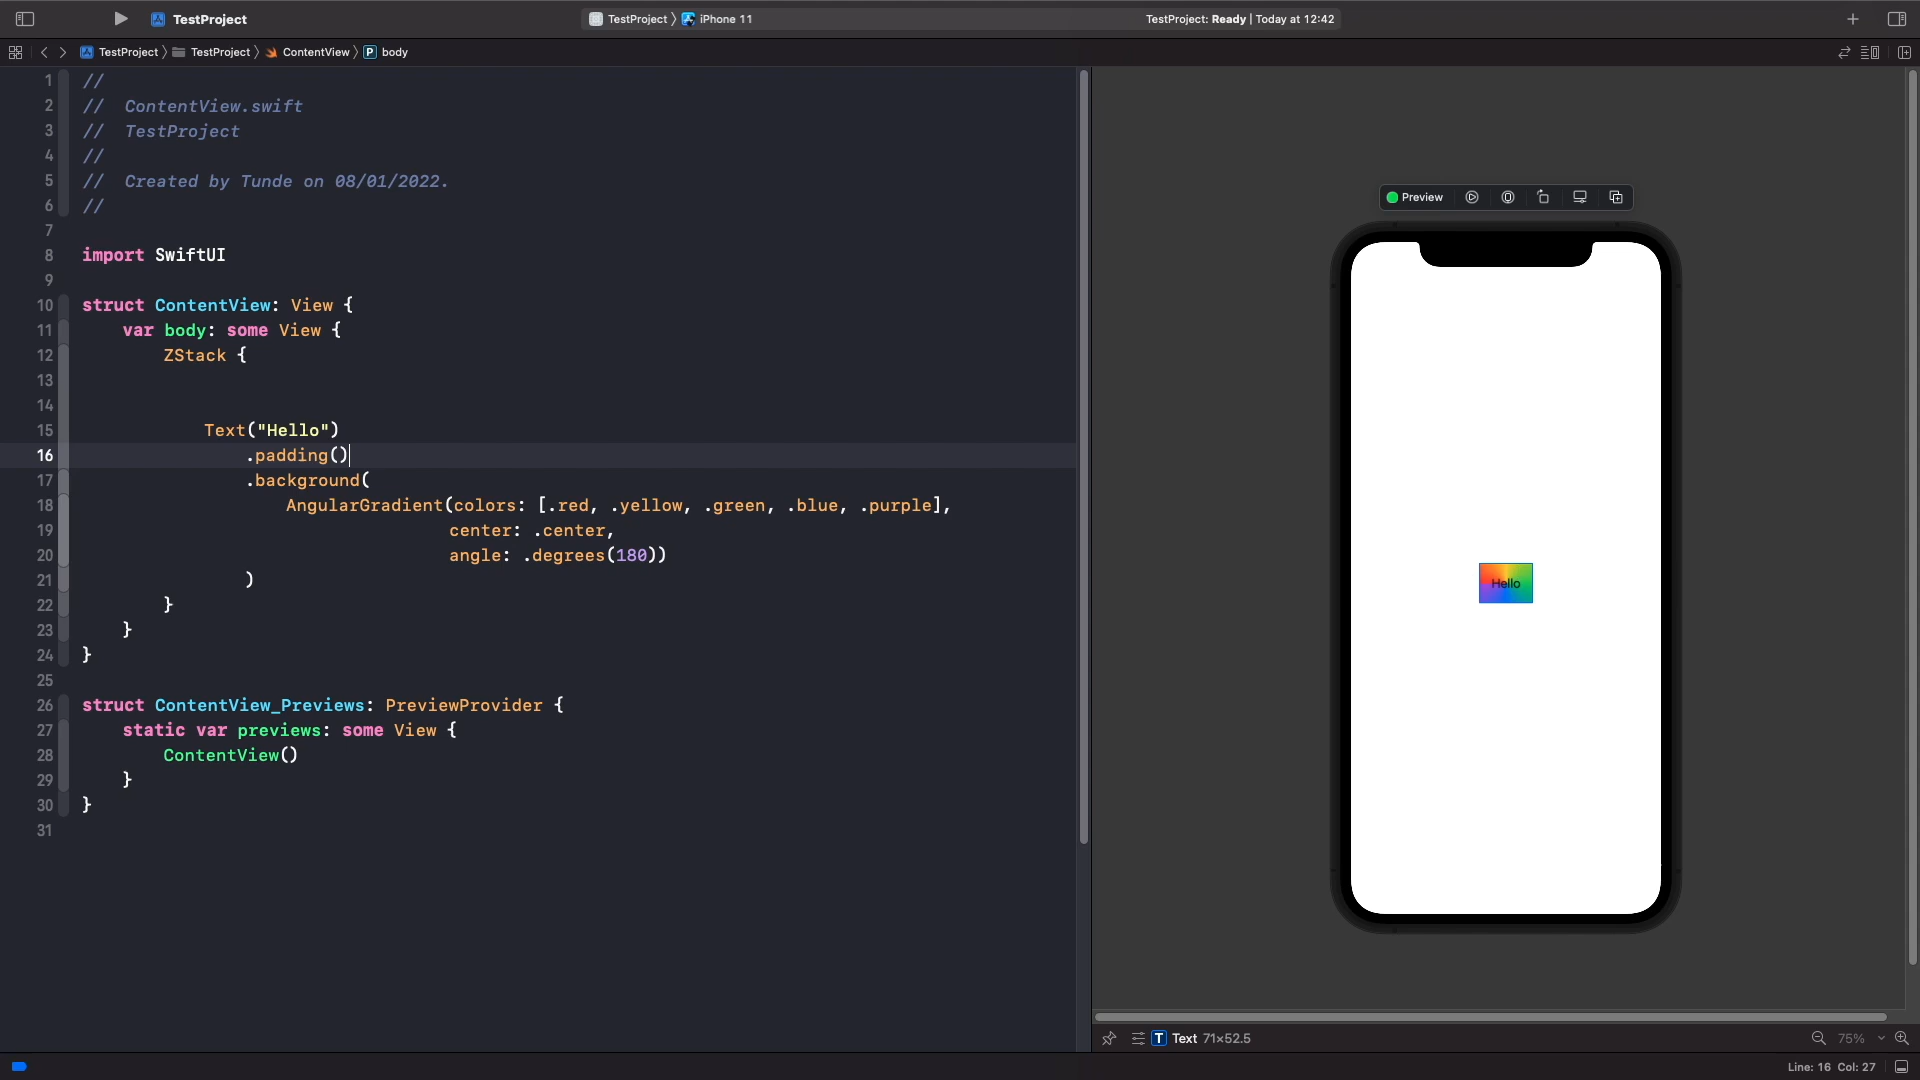 TestProject
TestProject 〉 iPhone 11
TestProject: Ready | Today at 12:42
TestProject 〉 TestProject 〉 ContentView 〉 P body
1 //
2 //  ContentView.swift
3 //  TestProject
4 //
5 //  Created by Tunde on 08/01/2022.
6 //
7
8 import SwiftUI
9
10 struct ContentView: View {
11     var body: some View {
12         ZStack {
13
14
15             Text("Hello")
16                 .padding()
17                 .background(
18                     AngularGradient(colors: [.red, .yellow, .green, .blue, .purple],
19                                     center: .center,
20                                     angle: .degrees(180))
21                 )
22         }
23     }
24 }
25
26 struct ContentView_Previews: PreviewProvider {
27     static var previews: some View {
28         ContentView()
29     }
30 }
31
Preview
Hello
T Text 71×52.5
75%
Line: 16 Col: 27